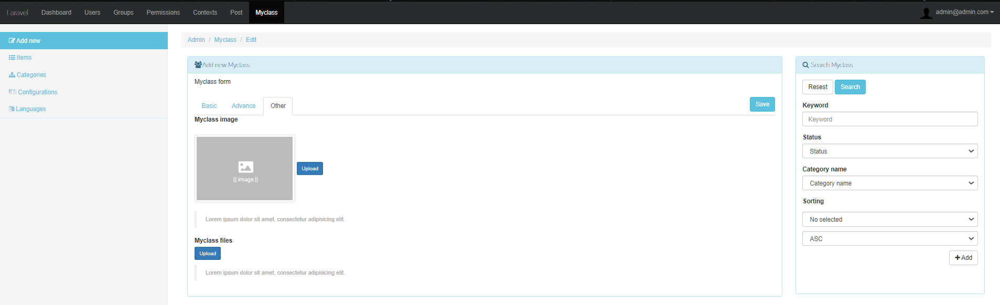 Laravel Dashboard Users Groups Permissions Contexts Post Myclass admin@admin.com
Add new
Items
Categories
Configurations
Languages
Admin / Myclass / Edit
Add new Myclass
Myclass form
Basic Advance Other Save
Myclass image
{{ image }}
Upload
Lorem ipsum dolor sit amet, consectetur adipisicing elit.
Myclass files
Upload
Lorem ipsum dolor sit amet, consectetur adipisicing elit.
Search Myclass
Resest Search
Keyword
Keyword
Status
Status
Category name
Category name
Sorting
No selected
ASC
Add